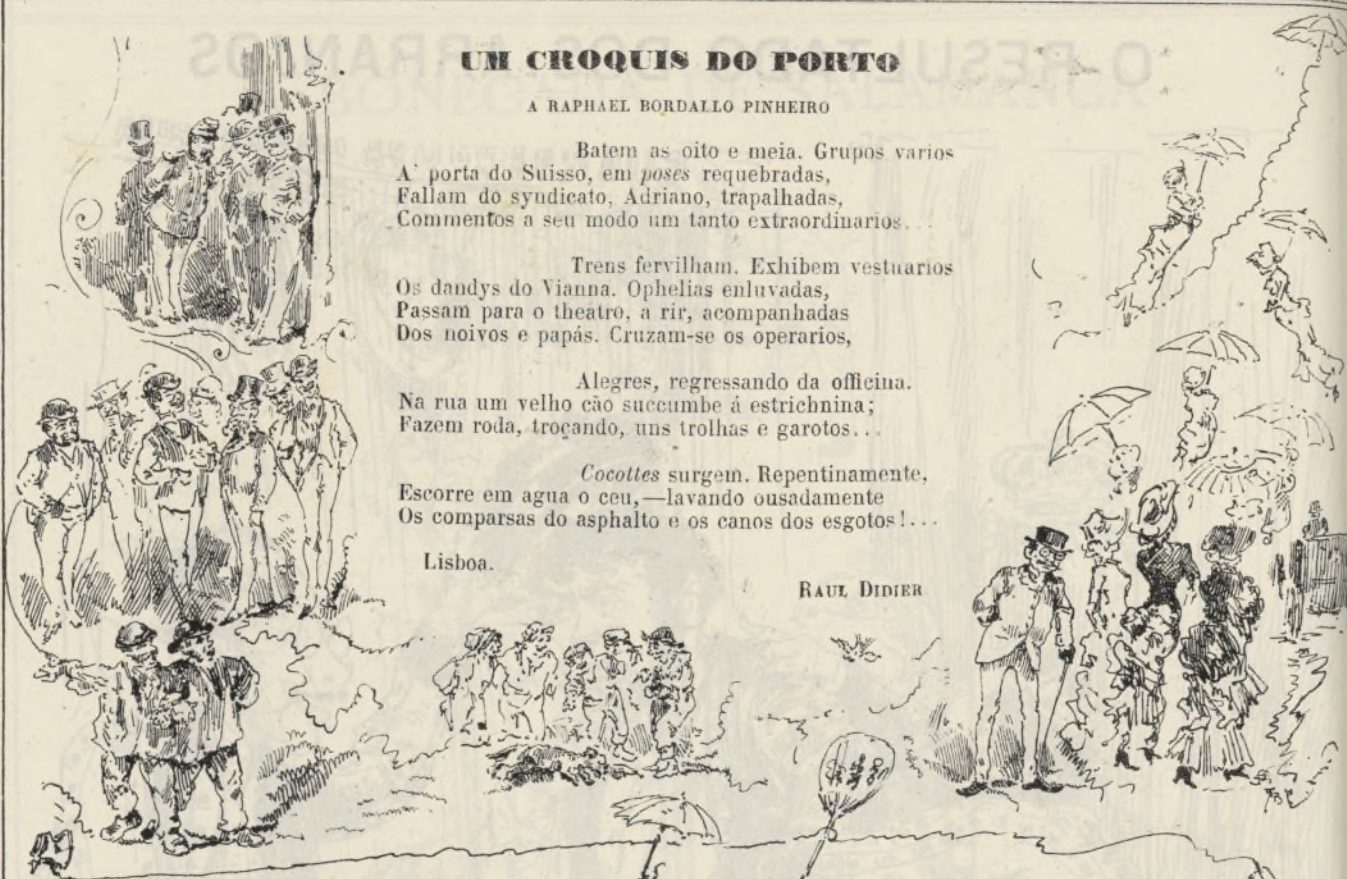 UM CROQUIS DO PORTO
A RAPHAEL BORDALLO PINHEIRO
Batem as oito e meia. Grupos varios
A' porta do Suisso, em poses requebradas,
Fallam do syndicato, Adriano, trapalhadas,
Commentos a seu modo um tanto extraordinarios...
Trens fervilham. Exhibem vestuarios
Os dandys do Vianna. Ophelias enluvadas,
Passam para o theatro, a rir, acompanhadas
Dos noivos e papás. Cruzam-se os operarios,
Alegres, regressando da officina.
Na rua um velho cão succumbe á estrichnina;
Fazem roda, troçando, uns trolhas e garotos...
Cocottes surgem. Repentinamente,
Escorre em agua o ceu,—lavando ousadamente
Os comparsas do asphalto e os canos dos esgotos!...
Lisboa.
RAUL DIDIER